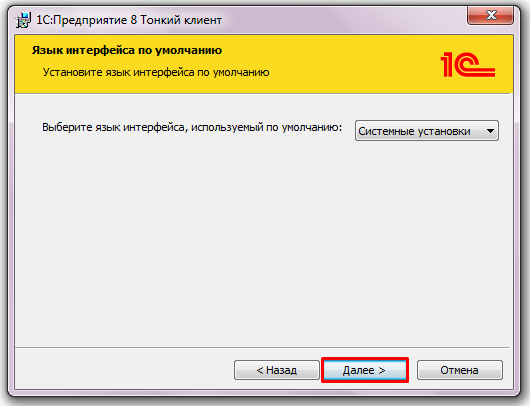 1С:Предприятие 8 Тонкий клиент
Язык интерфейса по умолчанию
Установите язык интерфейса по умолчанию
1С
Выберите язык интерфейса, используемый по умолчанию: Системные установки
< Назад Далее > Отмена